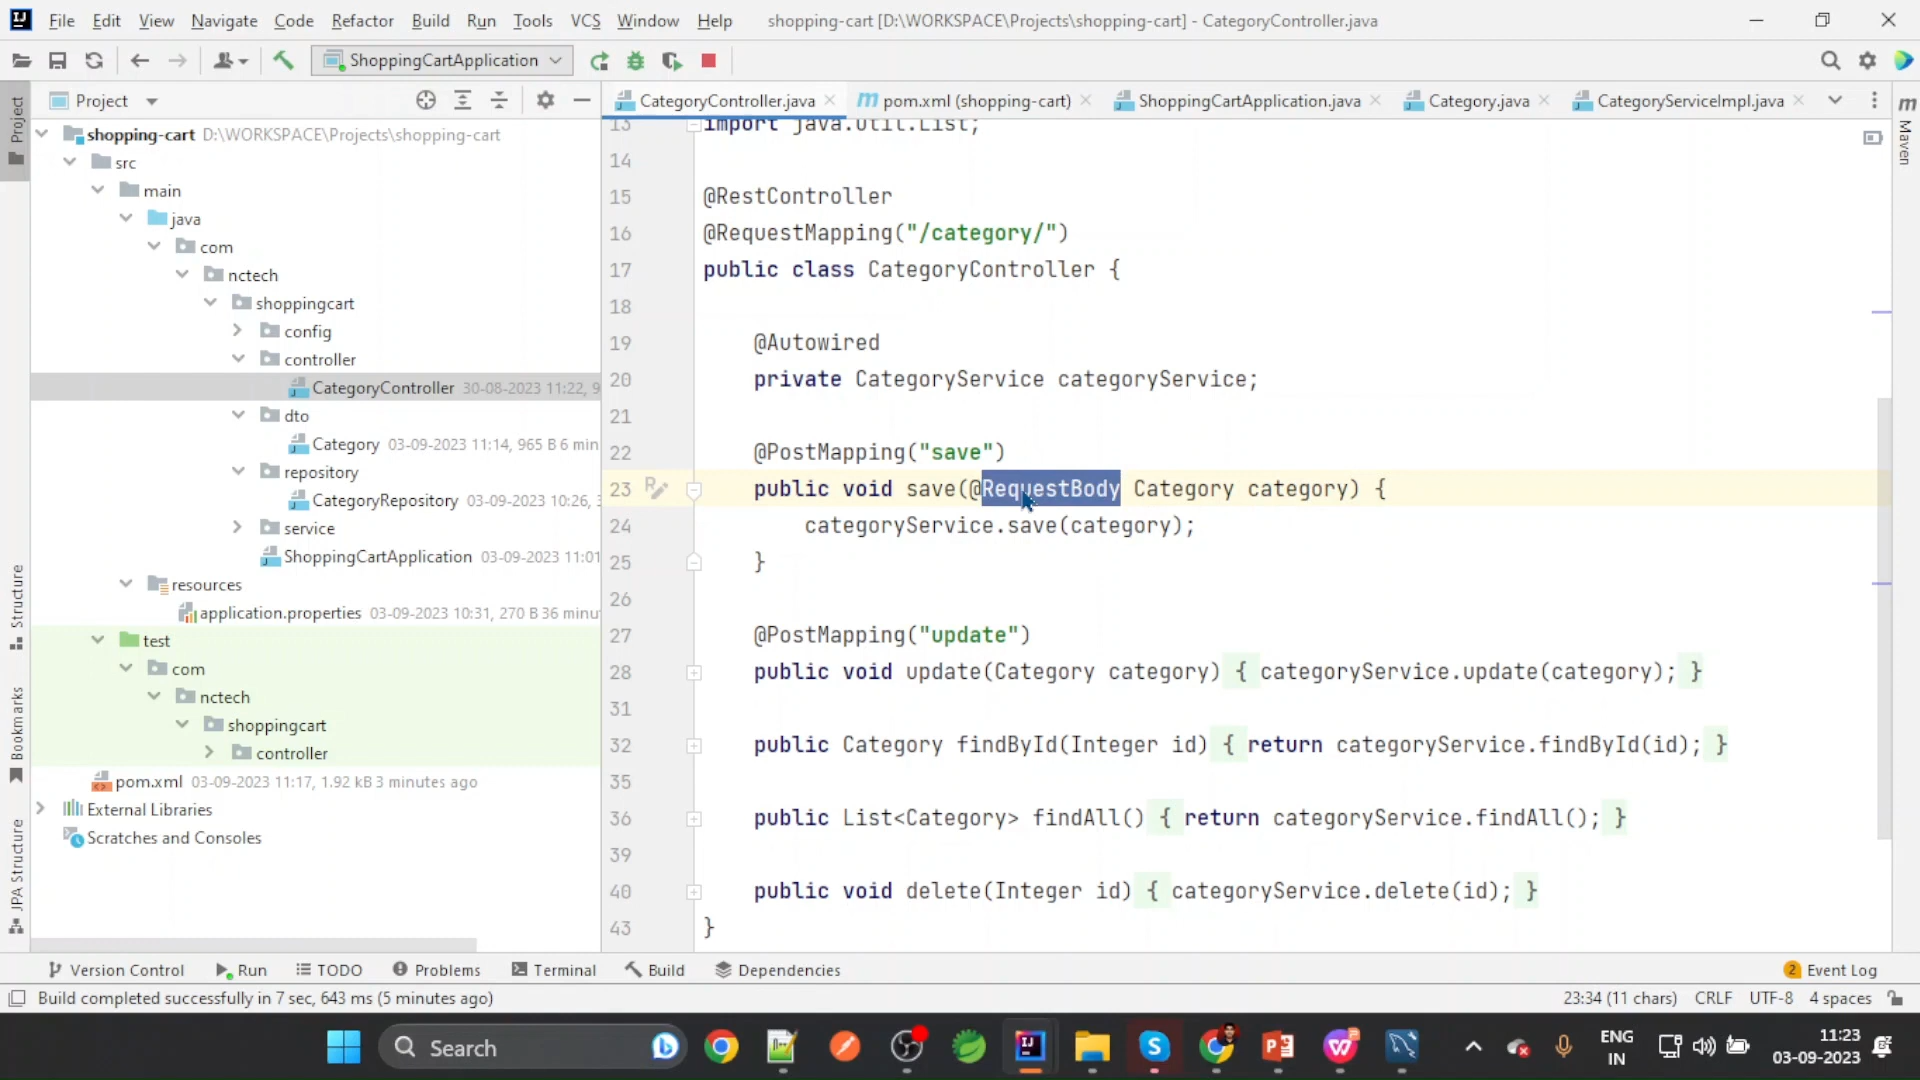 File Edit View Navigate Code Refactor Build Run Tools VCS Window Help shopping-cart [D:\WORKSPACE\Projects\shopping-cart] - CategoryController.java
ShoppingCartApplication
Project
CategoryController.java pom.xml (shopping-cart) ShoppingCartApplication.java Category.java CategoryServiceImpl.java
Project
Structure
Bookmarks
JPA Structure
Maven
shopping-cart D:\WORKSPACE\Projects\shopping-cart
src
main
java
com
nctech
shoppingcart
config
controller
CategoryController 30-08-2023 11:22, 9
dto
Category 03-09-2023 11:14, 965 B 6 min
repository
CategoryRepository 03-09-2023 10:26, 3
service
ShoppingCartApplication 03-09-2023 11:01
resources
application.properties 03-09-2023 10:31, 270 B 36 minu
test
com
nctech
shoppingcart
controller
pom.xml 03-09-2023 11:17, 1.92 kB 3 minutes ago
External Libraries
Scratches and Consoles
13 import java.util.List;
14
15 @RestController
16 @RequestMapping("/category/")
17 public class CategoryController {
18
19 @Autowired
20 private CategoryService categoryService;
21
22 @PostMapping("save")
23 public void save(@RequestBody Category category) {
24 categoryService.save(category);
25 }
26
27 @PostMapping("update")
28 public void update(Category category) { categoryService.update(category); }
31
32 public Category findById(Integer id) { return categoryService.findById(id); }
35
36 public List<Category> findAll() { return categoryService.findAll(); }
39
40 public void delete(Integer id) { categoryService.delete(id); }
43 }
Version Control Run TODO Problems Terminal Build Dependencies 2 Event Log
Build completed successfully in 7 sec, 643 ms (5 minutes ago) 23:34 (11 chars) CRLF UTF-8 4 spaces
Search
ENG
IN
11:23
03-09-2023